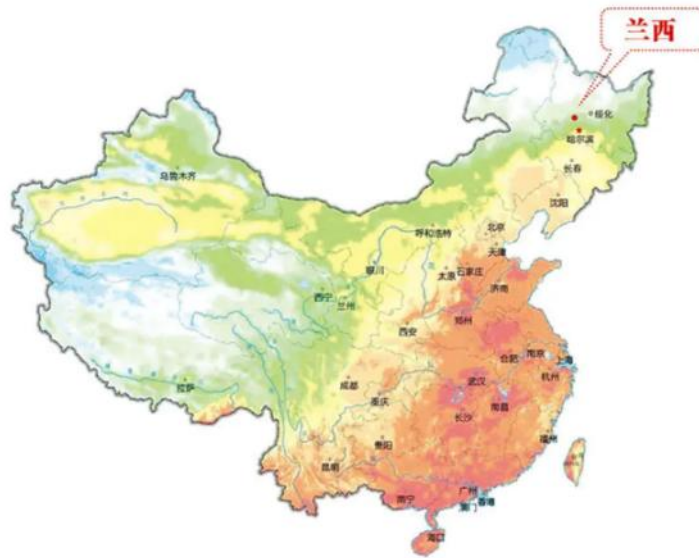 兰西
绥化
哈尔滨
长春
乌鲁木齐
沈阳
呼和浩特
北京
天津
银川
太原
石家庄
济南
西宁
兰州
西安
郑州
合肥
南京
上海
拉萨
成都
武汉
杭州
重庆
南昌
长沙
贵阳
福州
昆明
广州
南宁
香港
澳门
海口